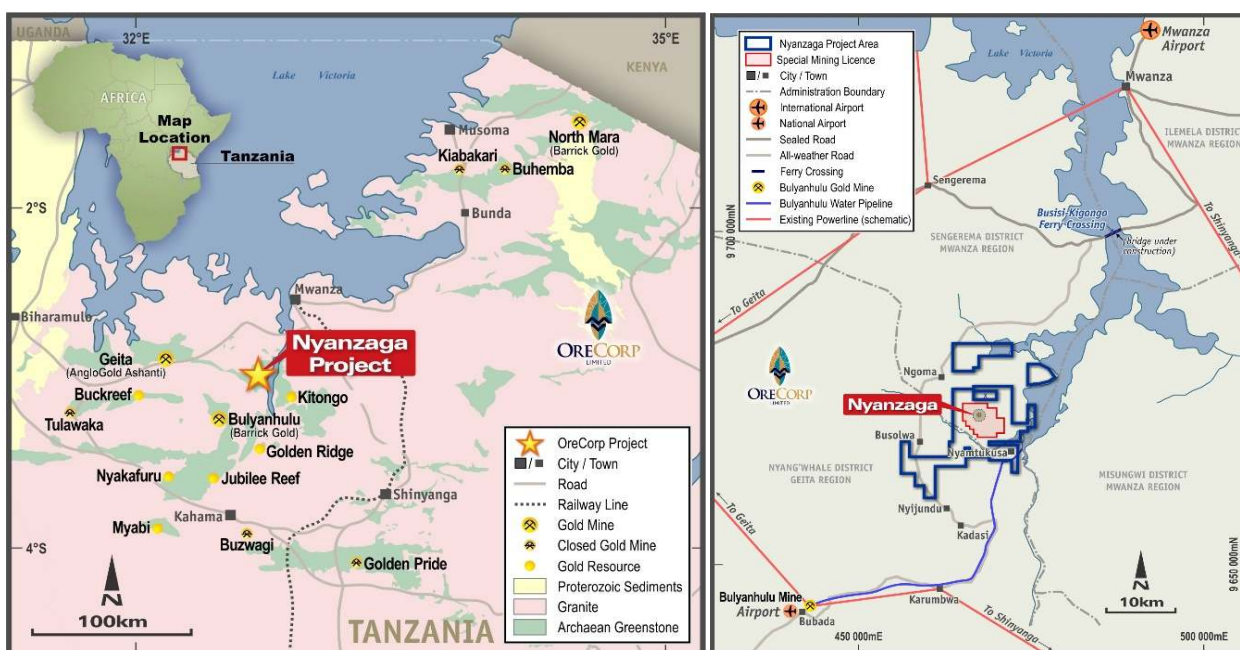 UGANDA
32°E
35°E
KENYA
Lake Victoria
AFRICA
Map
Location
Tanzania
Musoma
North Mara
(Barrick Gold)
Kiabakari
Buhemba
2°S
Bunda
Mwanza
Biharamulo
ORECORP
LIMITED
Nyanzaga
Project
Geita
(AngloGold Ashanti)
Buckreef
Kitongo
Tulawaka
Bulyanhulu
(Barrick Gold)
Golden Ridge
Nyakafuru
Jubilee Reef
Shinyanga
Kahama
Myabi
Buzwagi
4°S
Golden Pride
N
100km
TANZANIA
OreCorp Project
City / Town
Road
Railway Line
Gold Mine
Closed Gold Mine
Gold Resource
Proterozoic Sediments
Granite
Archaean Greenstone
Nyanzaga Project Area
Special Mining Licence
City / Town
Administration Boundary
International Airport
National Airport
Sealed Road
All-weather Road
Ferry Crossing
Bulyanhulu Gold Mine
Bulyanhulu Water Pipeline
Existing Powerline (schematic)
Lake Victoria
Mwanza
Airport
Mwanza
ILEMELA DISTRICT
MWANZA REGION
Sengerema
To Shinyanga
Busisi-Kigonga
Ferry-Crossing
(bridge under
construction)
SENGEREMA DISTRICT
MWANZA REGION
9 700 000mN
To Geita
ORECORP
LIMITED
Ngoma
Nyanzaga
Busolwa
Nyamtukusa
NYANG'WHALE DISTRICT
GEITA REGION
MISUNGWI DISTRICT
MWANZA REGION
Nyijundu
Kadasi
To Geita
9 650 000mN
N
10km
Bulyanhulu Mine
Airport
Bubada
Karumbwa
To Shinyanga
450 000mE
500 000mE